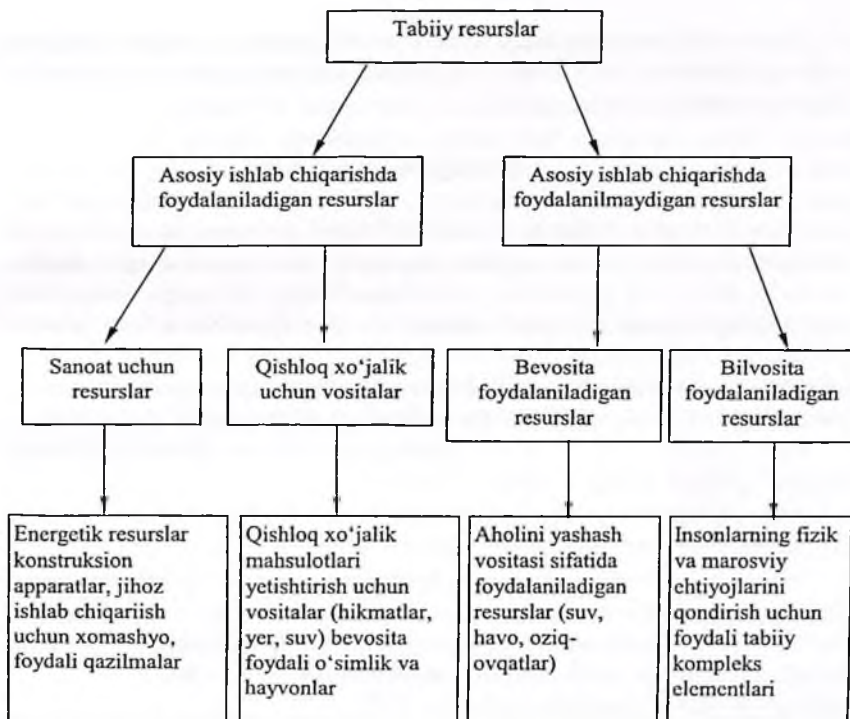 Tabiiy resurslar
Asosiy ishlab chiqarishda
foydalaniladigan resurslar
Asosiy ishlab chiqarishda
foydalanilmaydigan resurslar
Sanoat uchun
resurslar
Qishloq xo‘jalik
uchun vositalar
Bevosita
foydalaniladigan
resurslar
Bilvosita
foydalaniladigan
resurslar
Energetik resurslar
konstruksion
apparatlar, jihoz
ishlab chiqariish
uchun xomashyo,
foydali qazilmalar
Qishloq xo‘jalik
mahsulotlari
yetishtirish uchun
vositalar (hikmatlar,
yer, suv) bevosita
foydali o‘simlik va
hayvonlar
Aholini yashash
vositasi sifatida
foydalaniladigan
resurslar (suv,
havo, oziq-
ovqatlar)
Insonlarning fizik
va marosviy
ehtiyojlarini
qondirish uchun
foydali tabiiy
kompleks
elementlari